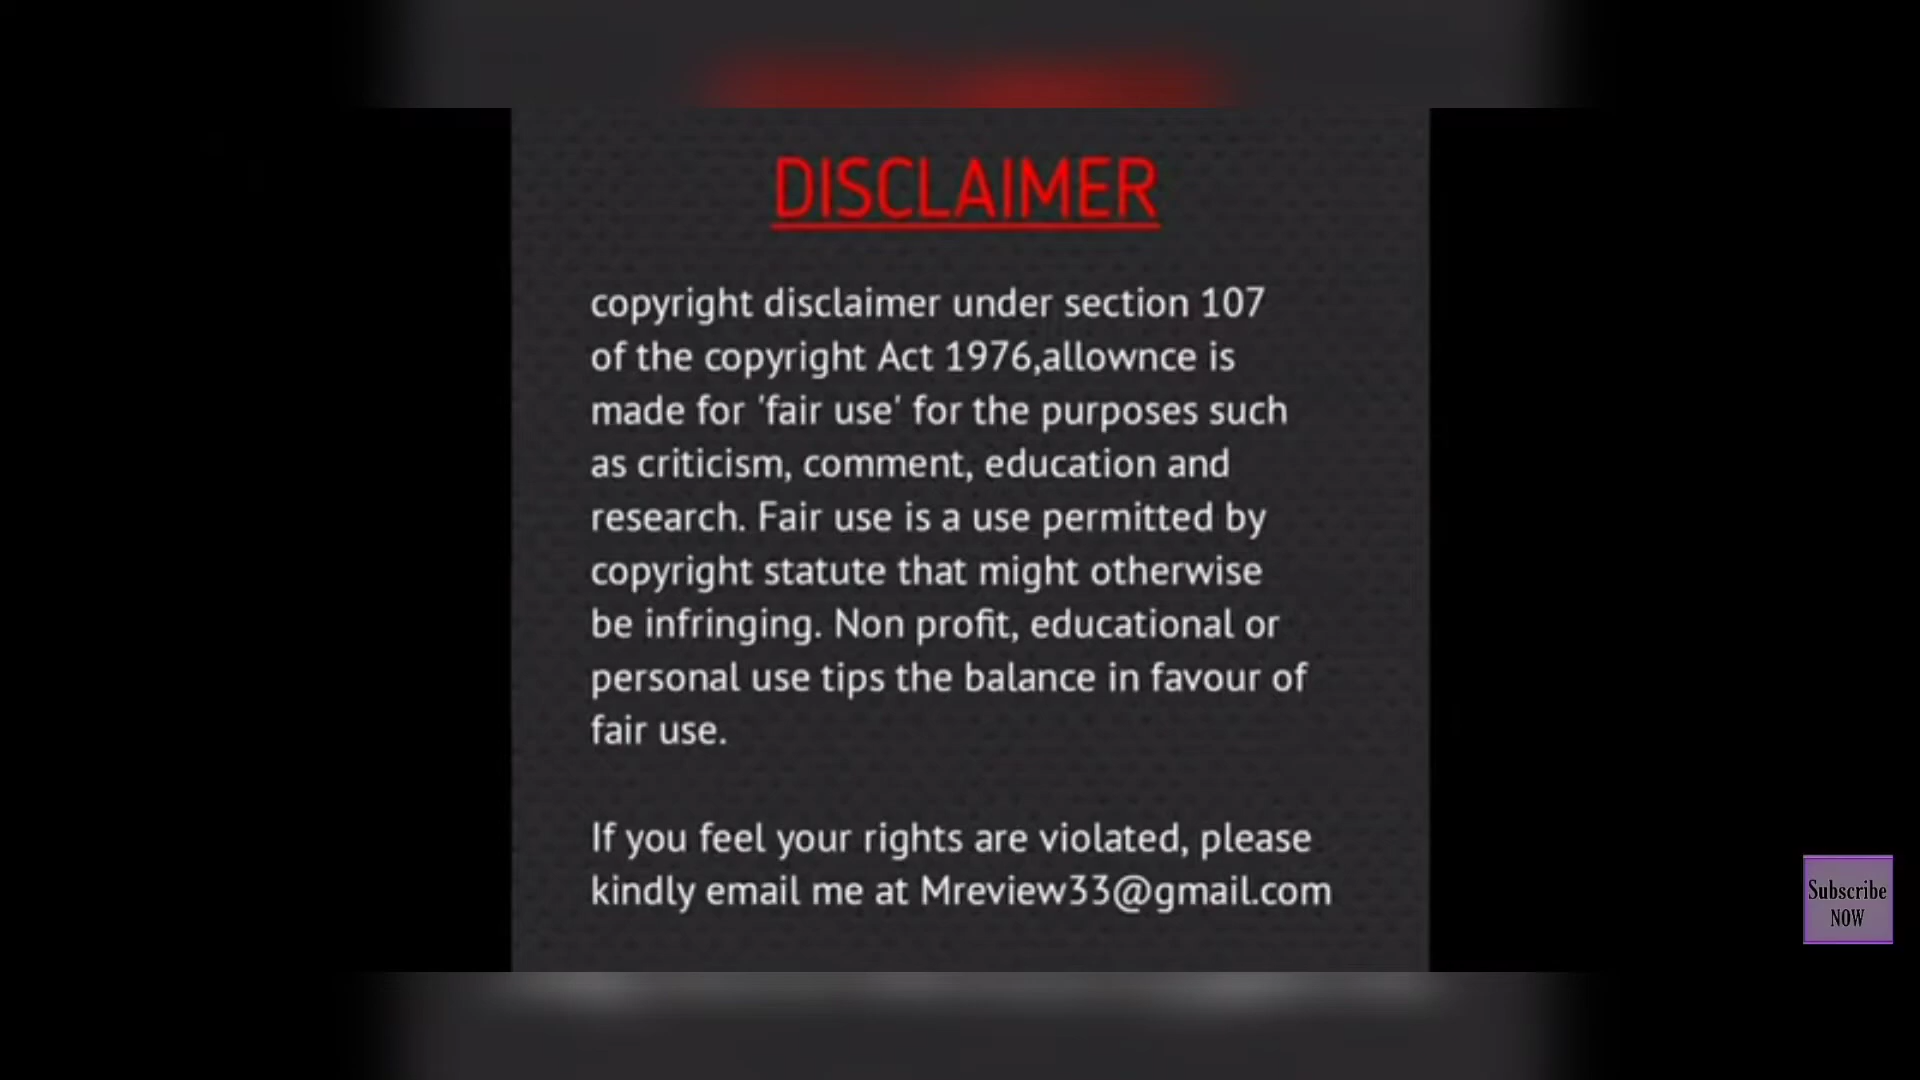 DISCLAIMER
copyright disclaimer under section 107
of the copyright Act 1976,allownce is
made for 'fair use' for the purposes such
as criticism, comment, education and
research. Fair use is a use permitted by
copyright statute that might otherwise
be infringing. Non profit, educational or
personal use tips the balance in favour of
fair use.
If you feel your rights are violated, please
kindly email me at Mreview33@gmail.com
Subscribe
NOW